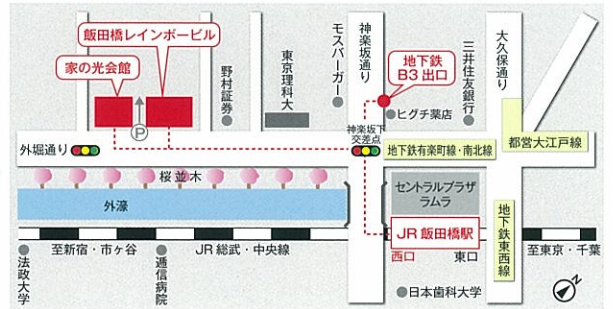 飯田橋レインボービル
家の光会館
P
野村証券
東京理科大
モスバーガー
神楽坂通り
地下鉄
B3 出口
三井住友銀行
大久保通り
ヒグチ薬店
外堀通り
神楽坂下
交差点
地下鉄有楽町線・南北線
都営大江戸線
桜並木
外濠
セントラルプラザ
ラムラ
地下鉄東西線
JR 飯田橋駅
西口
東口
至新宿・市ヶ谷
JR 総武・中央線
至東京・千葉
法政大学
逓信病院
日本歯科大学
N